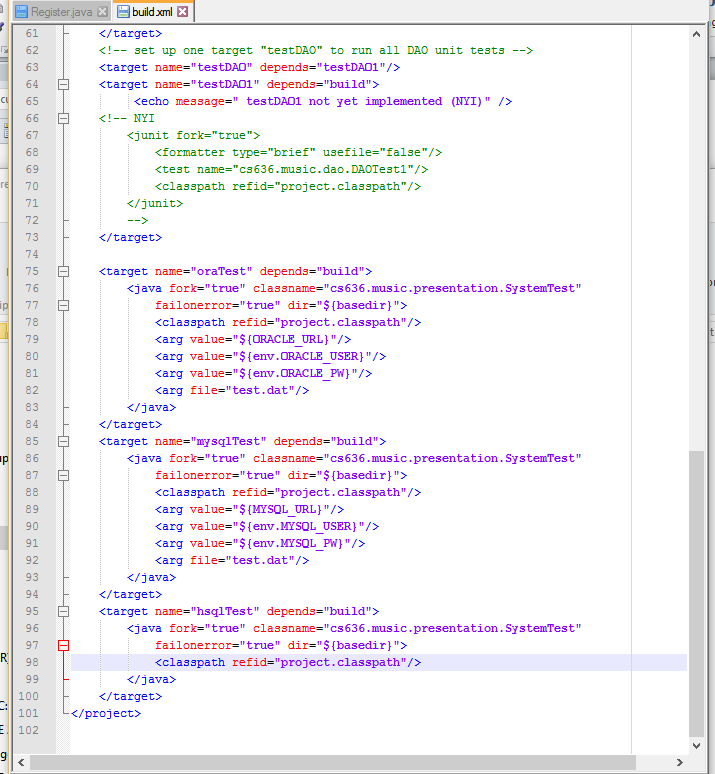 Register.java build.xml
61 </target>
62 <!-- set up one target "testDAO" to run all DAO unit tests -->
63 <target name="testDAO" depends="testDAO1"/>
64 <target name="testDAO1" depends="build">
65 <echo message=" testDAO1 not yet implemented (NYI)" />
66 <!-- NYI
67 <junit fork="true">
68 <formatter type="brief" usefile="false"/>
69 <test name="cs636.music.dao.DAOTest1"/>
70 <classpath refid="project.classpath"/>
71 </junit>
72 -->
73 </target>
74
75 <target name="oraTest" depends="build">
76 <java fork="true" classname="cs636.music.presentation.SystemTest"
77 failonerror="true" dir="${basedir}">
78 <classpath refid="project.classpath"/>
79 <arg value="${ORACLE_URL}"/>
80 <arg value="${env.ORACLE_USER}"/>
81 <arg value="${env.ORACLE_PW}"/>
82 <arg file="test.dat"/>
83 </java>
84 </target>
85 <target name="mysqlTest" depends="build">
86 <java fork="true" classname="cs636.music.presentation.SystemTest"
87 failonerror="true" dir="${basedir}">
88 <classpath refid="project.classpath"/>
89 <arg value="${MYSQL_URL}"/>
90 <arg value="${env.MYSQL_USER}"/>
91 <arg value="${env.MYSQL_PW}"/>
92 <arg file="test.dat"/>
93 </java>
94 </target>
95 <target name="hsqlTest" depends="build">
96 <java fork="true" classname="cs636.music.presentation.SystemTest"
97 failonerror="true" dir="${basedir}">
98 <classpath refid="project.classpath"/>
99 </java>
100 </target>
101 </project>
102